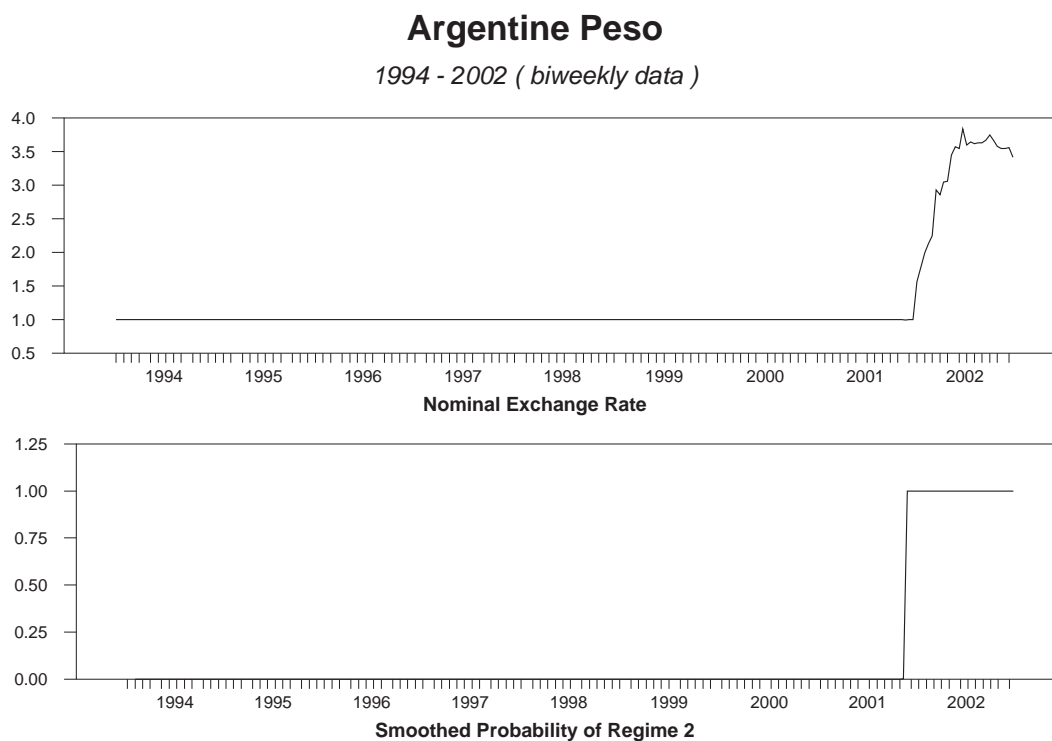 Argentine Peso
1994 - 2002 ( biweekly data )
4.0
3.5
3.0
2.5
2.0
1.5
1.0
0.5
1994 1995 1996 1997 1998 1999 2000 2001 2002
Nominal Exchange Rate
1.25
1.00
0.75
0.50
0.25
0.00
1994 1995 1996 1997 1998 1999 2000 2001 2002
Smoothed Probability of Regime 2